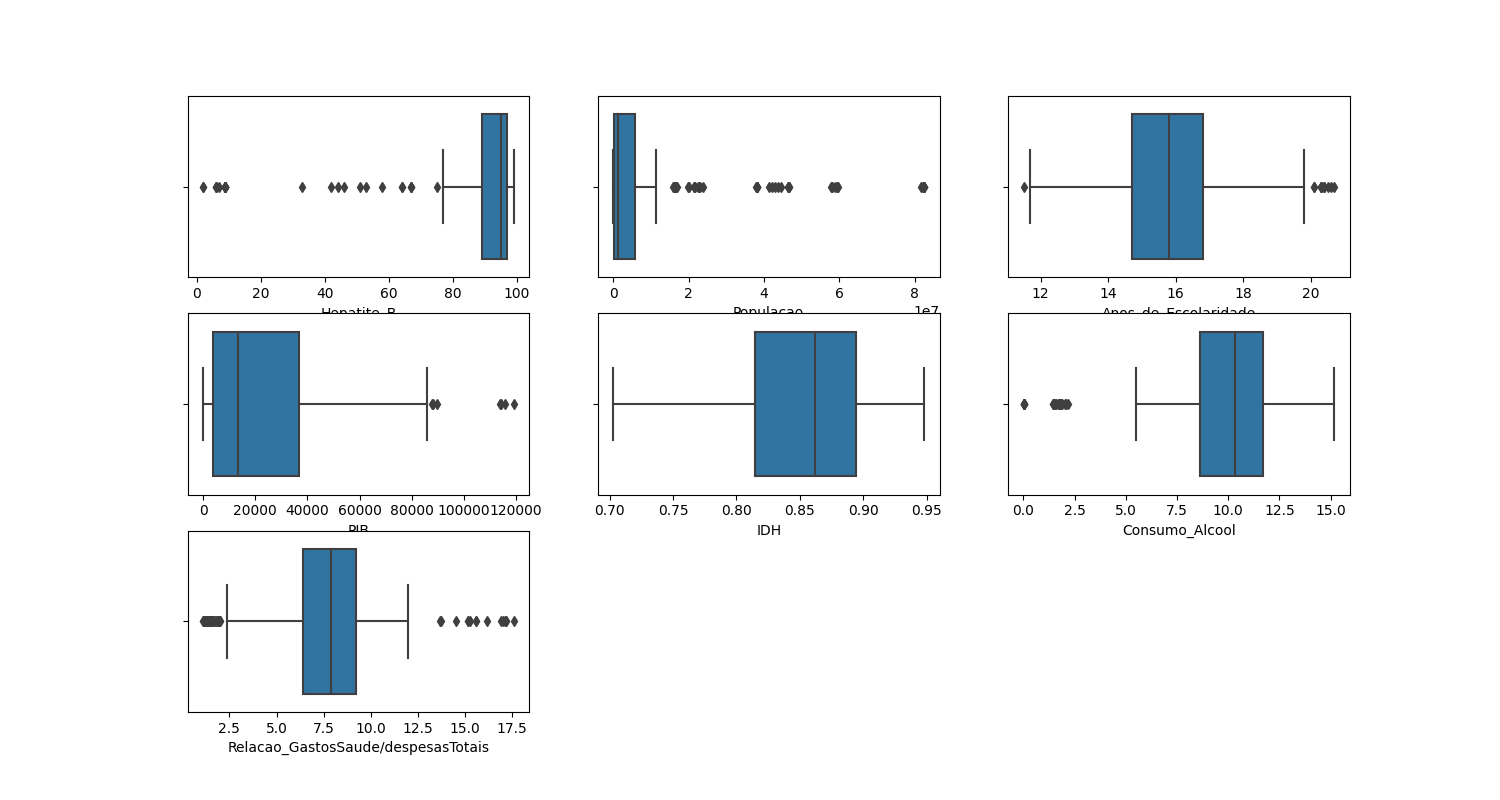 0 20 40 60 80 100
Hepatite_B
0 2 4 6 8
1e7
Populacao
12 14 16 18 20
Anos_de_Escolaridade
0 20000 40000 60000 80000 100000 120000
PIB
0.70 0.75 0.80 0.85 0.90 0.95
IDH
0.0 2.5 5.0 7.5 10.0 12.5 15.0
Consumo_Alcool
2.5 5.0 7.5 10.0 12.5 15.0 17.5
Relacao_GastosSaude/despesasTotais